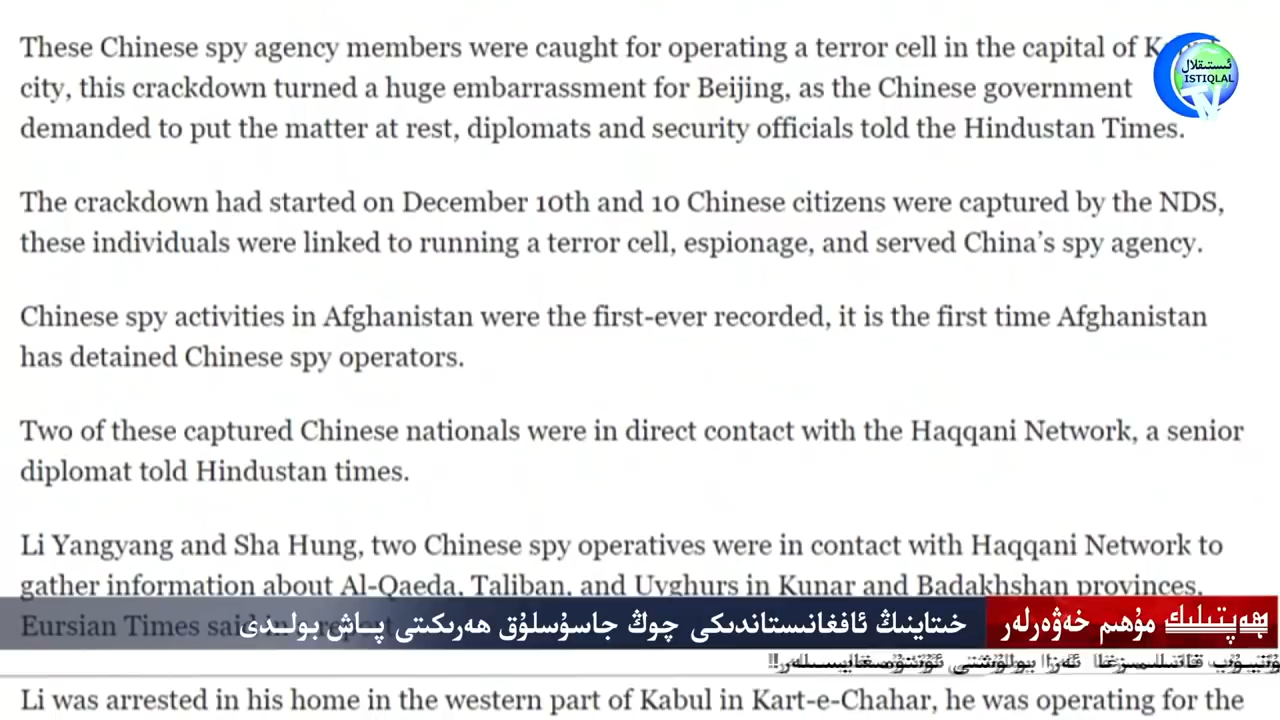 These Chinese spy agency members were caught for operating a terror cell in the capital of
city, this crackdown turned a huge embarrassment for Beijing, as the Chinese government
demanded to put the matter at rest, diplomats and security officials told the Hindustan Times.
ئىستىقلال
ISTIQLAL
TV
The crackdown had started on December 10th and 10 Chinese citizens were captured by the NDS,
these individuals were linked to running a terror cell, espionage, and served China's spy agency.
Chinese spy activities in Afghanistan were the first-ever recorded, it is the first time Afghanistan
has detained Chinese spy operators.
Two of these captured Chinese nationals were in direct contact with the Haqqani Network, a senior
diplomat told Hindustan times.
Li Yangyang and Sha Hung, two Chinese spy operatives were in contact with Haqqani Network to
gather information about Al-Qaeda, Taliban, and Uyghurs in Kunar and Badakhshan provinces,
Eursian Times said
ھەپتىلىك مۇھىم خەۋەرلەر
خىتاينىڭ ئافغانىستاندىكى چوڭ جاسۇسلۇق ھەرىكىتى پاش بولدى
Li was arrested in his home in the western part of Kabul in Kart-e-Chahar, he was operating for the